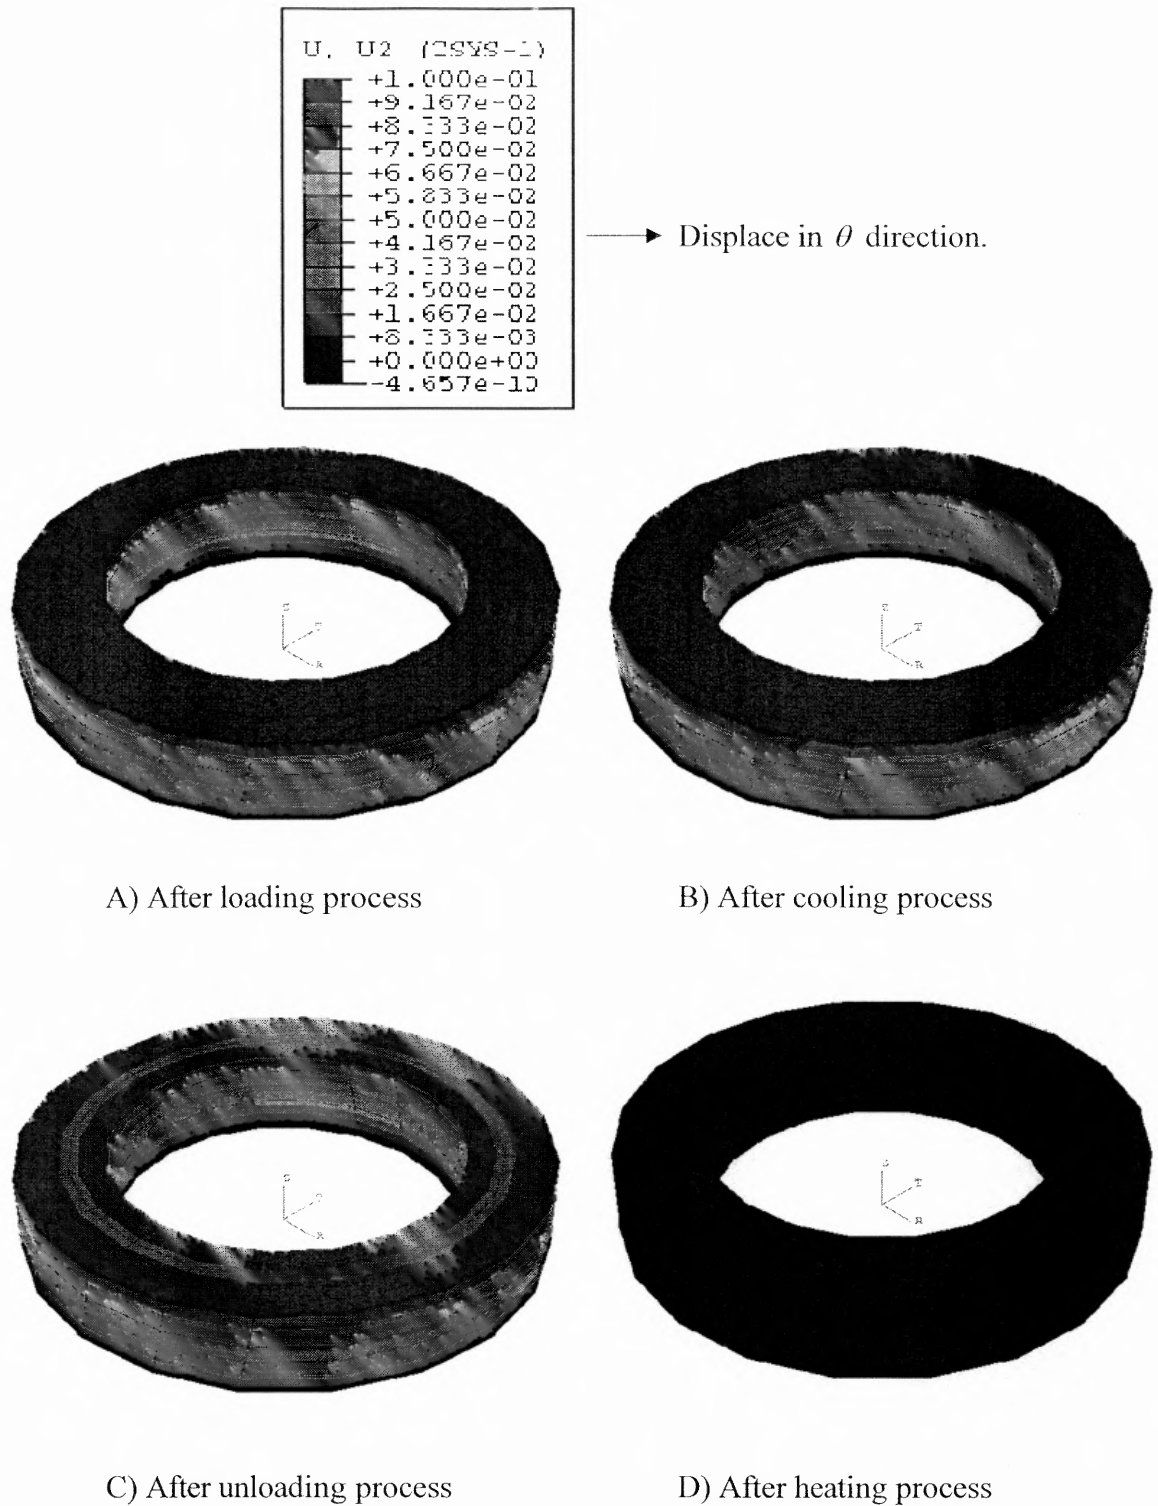 U, U2 (CSYS-1)
+1.000e-01
+9.167e-02
+8.333e-02
+7.500e-02
+6.667e-02
+5.833e-02
+5.000e-02
+4.167e-02
+3.333e-02
+2.500e-02
+1.667e-02
+8.333e-03
+0.000e+00
-4.657e-10
Displace in θ direction.
T
R
T
R
A) After loading process
B) After cooling process
R
T
R
C) After unloading process
D) After heating process